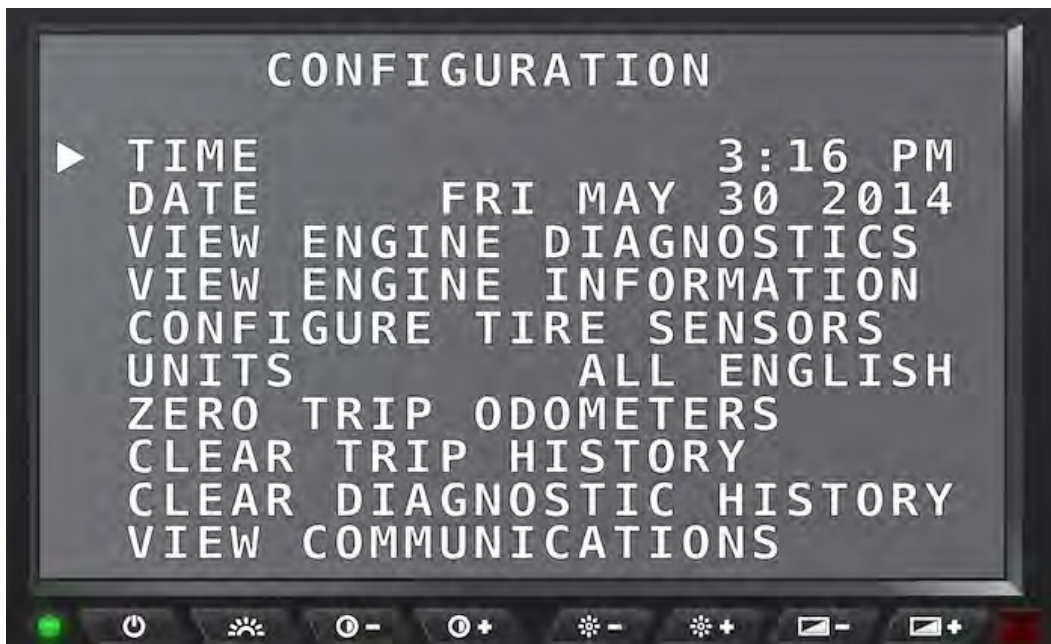 CONFIGURATION
TIME 3:16 PM
DATE FRI MAY 30 2014
VIEW ENGINE DIAGNOSTICS
VIEW ENGINE INFORMATION
CONFIGURE TIRE SENSORS
UNITS ALL ENGLISH
ZERO TRIP ODOMETERS
CLEAR TRIP HISTORY
CLEAR DIAGNOSTIC HISTORY
VIEW COMMUNICATIONS